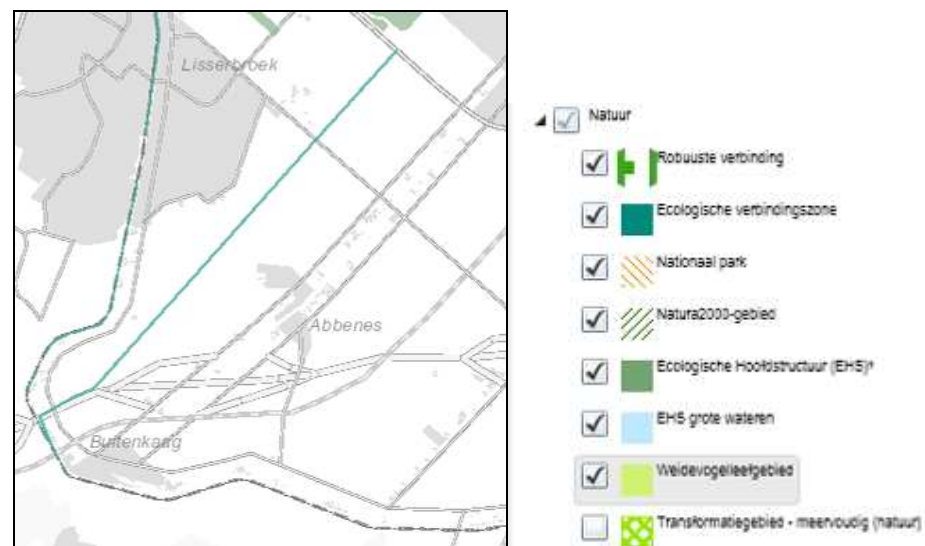 Lisserbroek
Abbenes
Buitenkaag
Natuur
Robuuste verbinding
Ecologische verbindingszone
Nationaal park
Natura2000-gebied
Ecologische Hoofdstructuur (EHS)*
EHS grote wateren
Weidevogelleefgebied
Transformatiegebied - meervoudig (natuur)